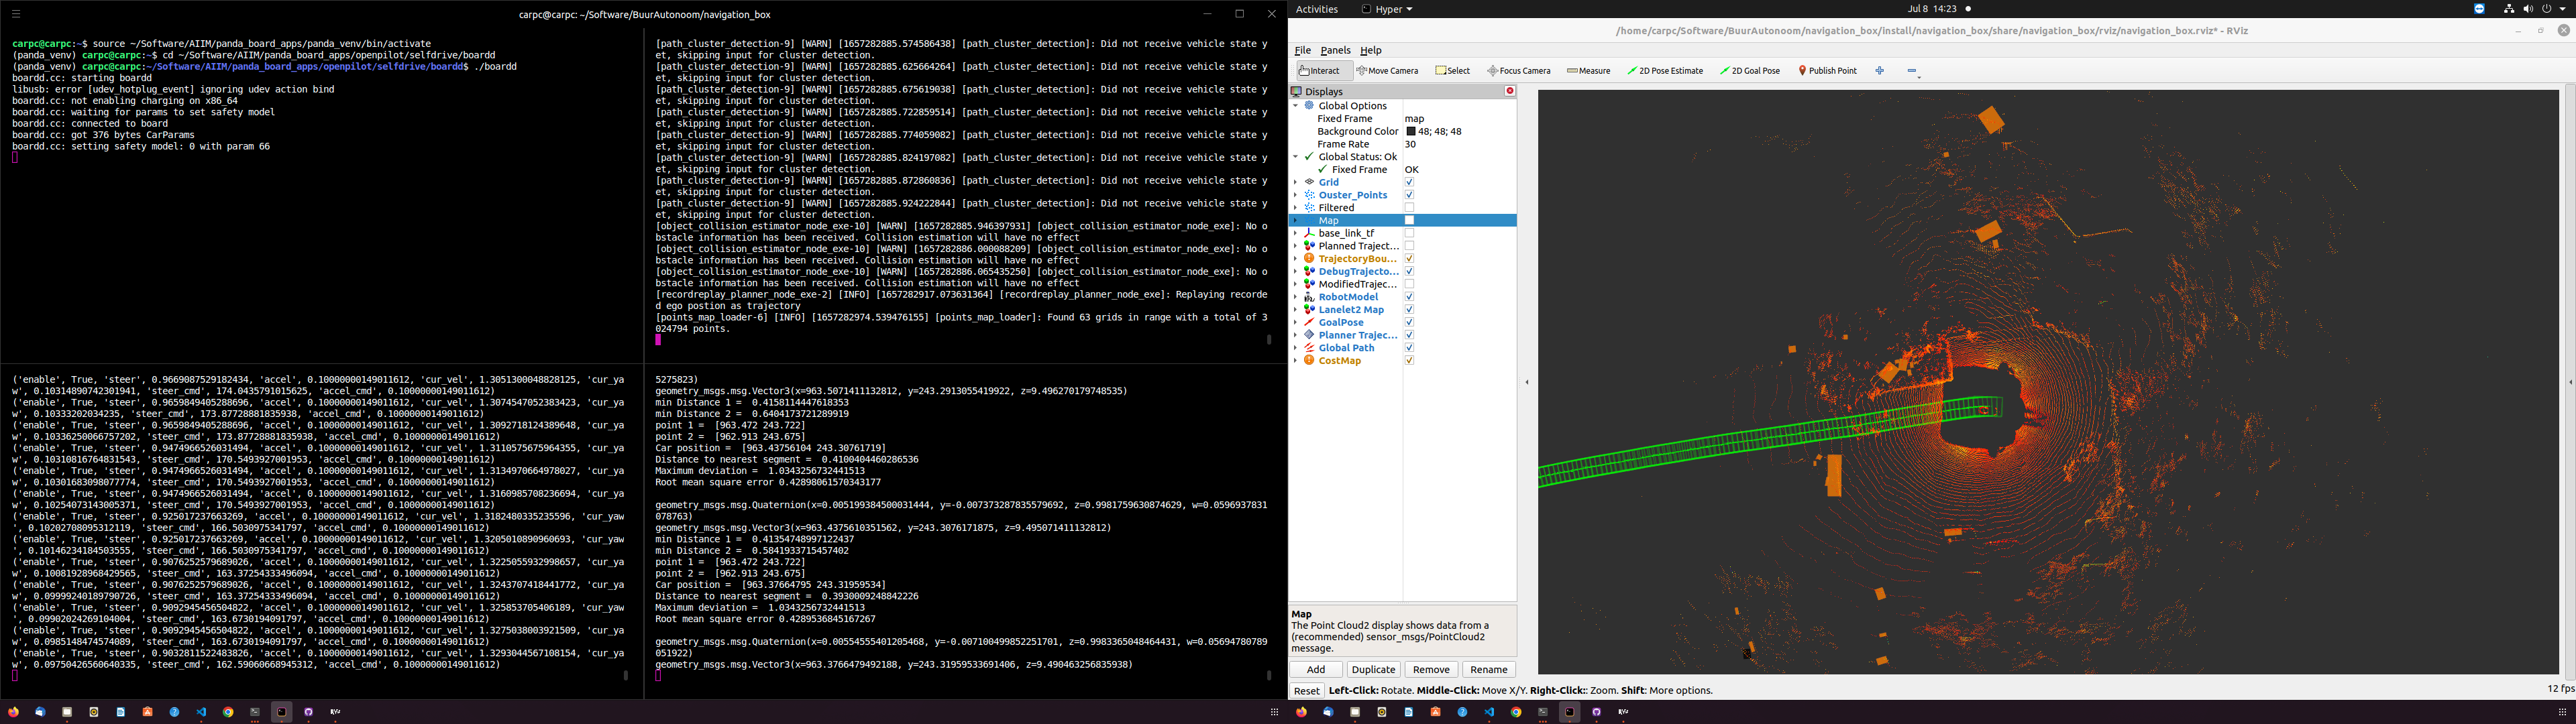 carpc@carpc: ~/Software/BuurAutonoom/navigation_box
carpc@carpc:~$ source ~/Software/AIIM/panda_board_apps/panda_venv/bin/activate
(panda_venv) carpc@carpc:~$ cd ~/Software/AIIM/panda_board_apps/openpilot/selfdrive/boardd
(panda_venv) carpc@carpc:~/Software/AIIM/panda_board_apps/openpilot/selfdrive/boardd$ ./boardd
boardd.cc: starting boardd
libusb: error [udev_hotplug_event] ignoring udev action bind
boardd.cc: not enabling charging on x86_64
boardd.cc: waiting for params to set safety model
boardd.cc: connected to board
boardd.cc: got 376 bytes CarParams
boardd.cc: setting safety model: 0 with param 66
[path_cluster_detection-9] [WARN] [1657282885.574586438] [path_cluster_detection]: Did not receive vehicle state y
et, skipping input for cluster detection.
[path_cluster_detection-9] [WARN] [1657282885.625664264] [path_cluster_detection]: Did not receive vehicle state y
et, skipping input for cluster detection.
[path_cluster_detection-9] [WARN] [1657282885.675619038] [path_cluster_detection]: Did not receive vehicle state y
et, skipping input for cluster detection.
[path_cluster_detection-9] [WARN] [1657282885.722859514] [path_cluster_detection]: Did not receive vehicle state y
et, skipping input for cluster detection.
[path_cluster_detection-9] [WARN] [1657282885.774059082] [path_cluster_detection]: Did not receive vehicle state y
et, skipping input for cluster detection.
[path_cluster_detection-9] [WARN] [1657282885.824197082] [path_cluster_detection]: Did not receive vehicle state y
et, skipping input for cluster detection.
[path_cluster_detection-9] [WARN] [1657282885.872860836] [path_cluster_detection]: Did not receive vehicle state y
et, skipping input for cluster detection.
[path_cluster_detection-9] [WARN] [1657282885.924222844] [path_cluster_detection]: Did not receive vehicle state y
et, skipping input for cluster detection.
[object_collision_estimator_node_exe-10] [WARN] [1657282885.946397931] [object_collision_estimator_node_exe]: No o
bstacle information has been received. Collision estimation will have no effect
[object_collision_estimator_node_exe-10] [WARN] [1657282886.000088209] [object_collision_estimator_node_exe]: No o
bstacle information has been received. Collision estimation will have no effect
[object_collision_estimator_node_exe-10] [WARN] [1657282886.065435250] [object_collision_estimator_node_exe]: No o
bstacle information has been received. Collision estimation will have no effect
[recordreplay_planner_node_exe-2] [INFO] [1657282917.073631364] [recordreplay_planner_node_exe]: Replaying recorde
d ego postion as trajectory
[points_map_loader-6] [INFO] [1657282974.539476155] [points_map_loader]: Found 63 grids in range with a total of 3
024794 points.
('enable', True, 'steer', 0.9669087529182434, 'accel', 0.10000000149011612, 'cur_vel', 1.3051300048828125, 'cur_ya
w', 0.10314890742301941, 'steer_cmd', 174.0435791015625, 'accel_cmd', 0.10000000149011612)
('enable', True, 'steer', 0.9659849405288696, 'accel', 0.10000000149011612, 'cur_vel', 1.3074547052383423, 'cur_ya
w', 0.10333202034235, 'steer_cmd', 173.87728881835938, 'accel_cmd', 0.10000000149011612)
('enable', True, 'steer', 0.9659849405288696, 'accel', 0.10000000149011612, 'cur_vel', 1.3092718124389648, 'cur_ya
w', 0.10336250066757202, 'steer_cmd', 173.87728881835938, 'accel_cmd', 0.10000000149011612)
('enable', True, 'steer', 0.9474966526031494, 'accel', 0.10000000149011612, 'cur_vel', 1.3110575675964355, 'cur_ya
w', 0.10310816764831543, 'steer_cmd', 170.5493927001953, 'accel_cmd', 0.10000000149011612)
('enable', True, 'steer', 0.9474966526031494, 'accel', 0.10000000149011612, 'cur_vel', 1.3134970664978027, 'cur_ya
w', 0.10301683098077774, 'steer_cmd', 170.5493927001953, 'accel_cmd', 0.10000000149011612)
('enable', True, 'steer', 0.9474966526031494, 'accel', 0.10000000149011612, 'cur_vel', 1.3160985708236694, 'cur_ya
w', 0.10254073143005371, 'steer_cmd', 170.5493927001953, 'accel_cmd', 0.10000000149011612)
('enable', True, 'steer', 0.925017237663269, 'accel', 0.10000000149011612, 'cur_vel', 1.3182480335235596, 'cur_yaw
', 0.10202708095312119, 'steer_cmd', 166.5030975341797, 'accel_cmd', 0.10000000149011612)
('enable', True, 'steer', 0.925017237663269, 'accel', 0.10000000149011612, 'cur_vel', 1.3205010890960693, 'cur_yaw
', 0.10146234184503555, 'steer_cmd', 166.5030975341797, 'accel_cmd', 0.10000000149011612)
('enable', True, 'steer', 0.9076252579689026, 'accel', 0.10000000149011612, 'cur_vel', 1.3225055932998657, 'cur_ya
w', 0.1008192896842​9565, 'steer_cmd', 163.37254333496094, 'accel_cmd', 0.10000000149011612)
('enable', True, 'steer', 0.9076252579689026, 'accel', 0.10000000149011612, 'cur_vel', 1.3243707418441772, 'cur_ya
w', 0.09999240189790726, 'steer_cmd', 163.37254333496094, 'accel_cmd', 0.10000000149011612)
('enable', True, 'steer', 0.9092945456504822, 'accel', 0.10000000149011612, 'cur_vel', 1.325853705406189, 'cur_yaw
', 0.09902024269104004, 'steer_cmd', 163.6730194091797, 'accel_cmd', 0.10000000149011612)
('enable', True, 'steer', 0.9092945456504822, 'accel', 0.10000000149011612, 'cur_vel', 1.3275038003921509, 'cur_ya
w', 0.0985148474574089, 'steer_cmd', 163.6730194091797, 'accel_cmd', 0.10000000149011612)
('enable', True, 'steer', 0.9032811522483826, 'accel', 0.10000000149011612, 'cur_vel', 1.3293044567108154, 'cur_ya
w', 0.09750426560640335, 'steer_cmd', 162.59060668945312, 'accel_cmd', 0.10000000149011612)
5275823)
geometry_msgs.msg.Vector3(x=963.5071411132812, y=243.2913055419922, z=9.496270179748535)
min Distance 1 =  0.4158114447618353
min Distance 2 =  0.6404173721289919
point 1 =  [963.472 243.722]
point 2 =  [962.913 243.675]
Car position =  [963.43756104 243.30761719]
Distance to nearest segment =  0.4100404460286536
Maximum deviation =  1.0343256732441513
Root mean square error 0.42898061570343177
geometry_msgs.msg.Quaternion(x=0.005199384500031444, y=-0.007373287835579692, z=0.9981759630874629, w=0.0596937831
078763)
geometry_msgs.msg.Vector3(x=963.4375610351562, y=243.3076171875, z=9.495071411132812)
min Distance 1 =  0.41354748997122437
min Distance 2 =  0.5841933715457402
point 1 =  [963.472 243.722]
point 2 =  [962.913 243.675]
Car position =  [963.37664795 243.31959534]
Distance to nearest segment =  0.3930009248842226
Maximum deviation =  1.0343256732441513
Root mean square error 0.4289536845167267
geometry_msgs.msg.Quaternion(x=0.00554555401205468, y=-0.007100499852251701, z=0.9983365048464431, w=0.05694780789
051922)
geometry_msgs.msg.Vector3(x=963.3766479492188, y=243.31959533691406, z=9.490463256835938)
Activities Hyper Jul 8 14:23
/home/carpc/Software/BuurAutonoom/navigation_box/install/navigation_box/share/navigation_box/rviz/navigation_box.rviz* - RViz
File Panels Help
Interact Move Camera Select Focus Camera Measure 2D Pose Estimate 2D Goal Pose Publish Point
Displays
Global Options
Fixed Frame map
Background Color 48; 48; 48
Frame Rate 30
Global Status: Ok
Fixed Frame OK
Grid
Ouster_Points
Filtered
Map
base_link_tf
Planned Traject...
TrajectoryBou...
DebugTrajecto...
ModifiedTrajec...
RobotModel
Lanelet2 Map
GoalPose
Planner Trajec...
Global Path
CostMap
Map
The Point Cloud2 display shows data from a
(recommended) sensor_msgs/PointCloud2
message.
Add Duplicate Remove Rename
Reset Left-Click: Rotate. Middle-Click: Move X/Y. Right-Click:: Zoom. Shift: More options. 12 fps